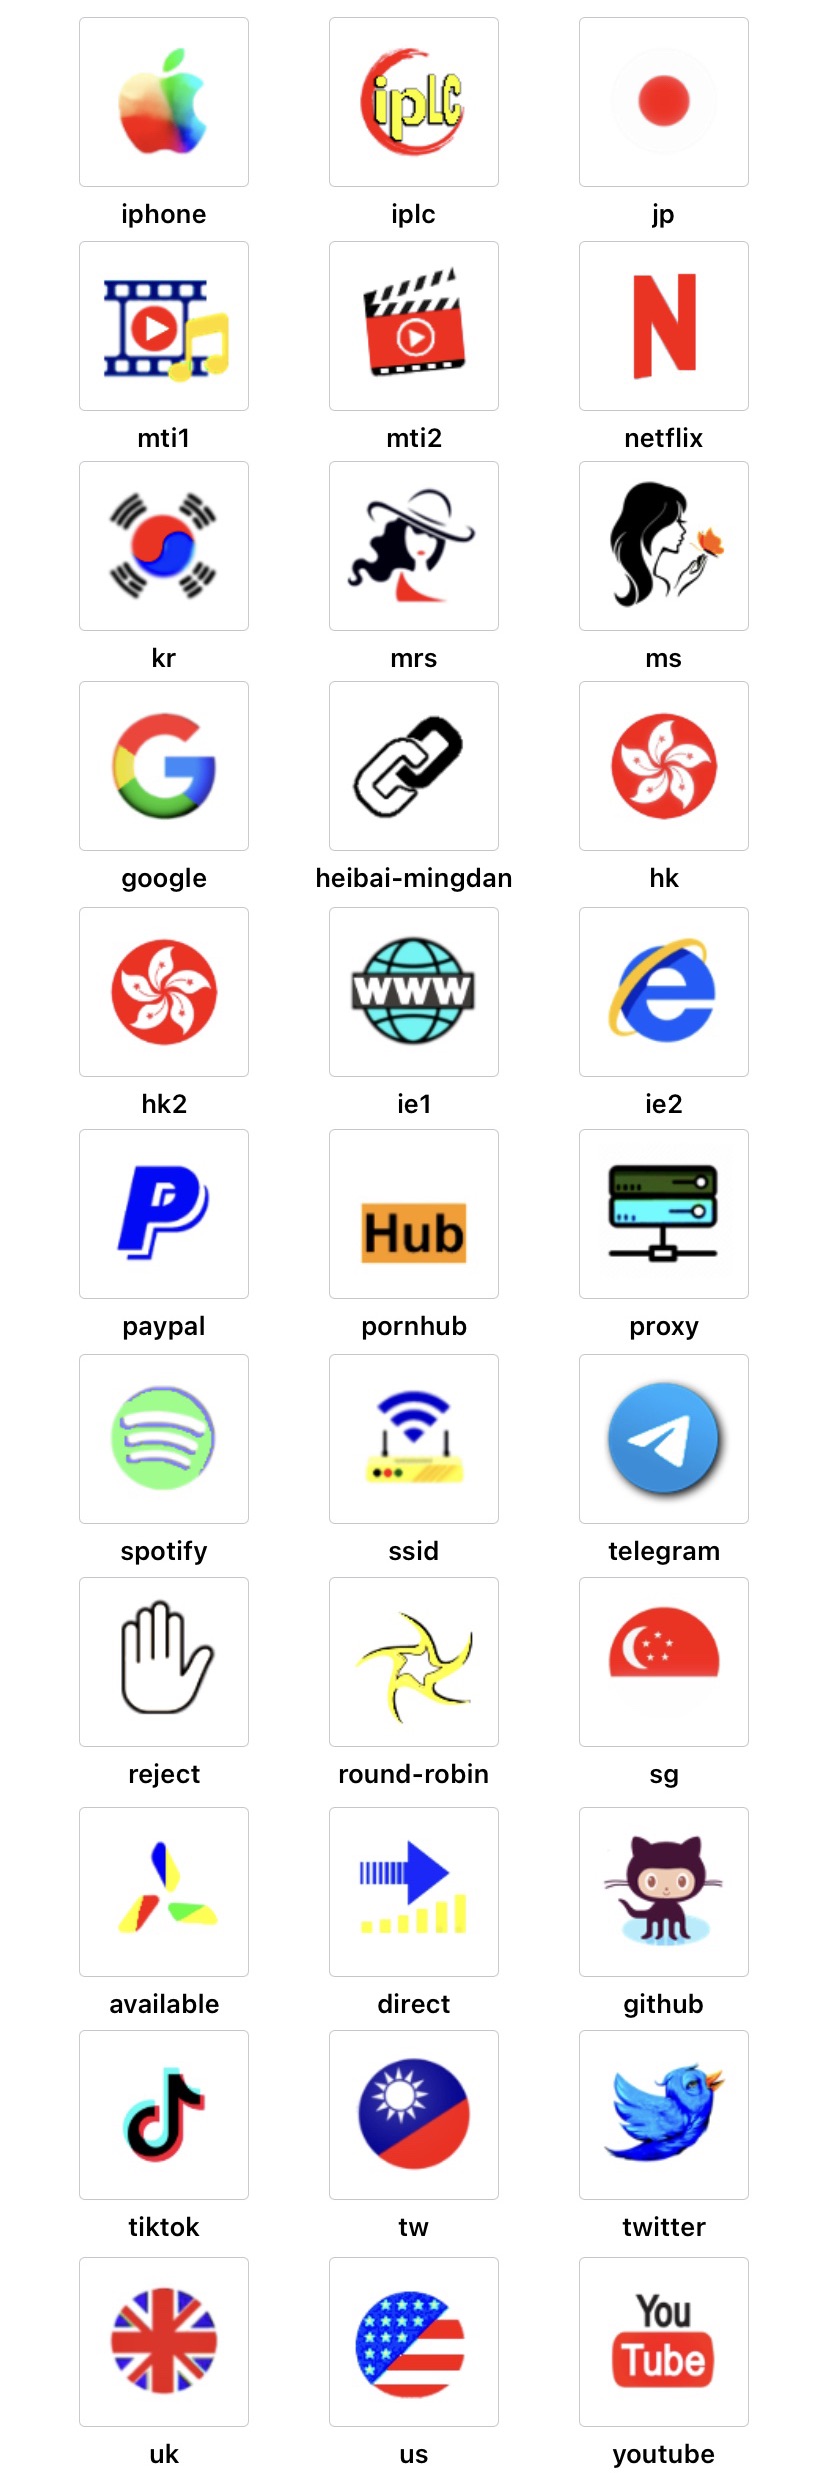 iplc
iphone iplc jp
N
mti1 mti2 netflix
kr mrs ms
G
google heibai-mingdan hk
www e
hk2 ie1 ie2
P Hub
paypal pornhub proxy
spotify ssid telegram
reject round-robin sg
available direct github
tiktok tw twitter
You
Tube
uk us youtube